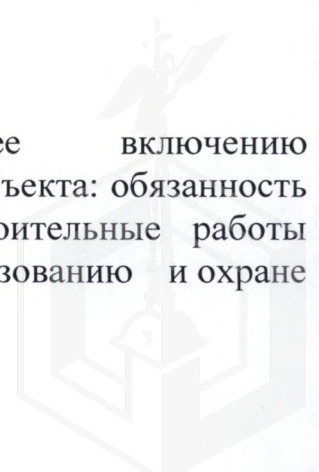 ее включению
ъекта: обязанность
оительные работы
зованию и охране